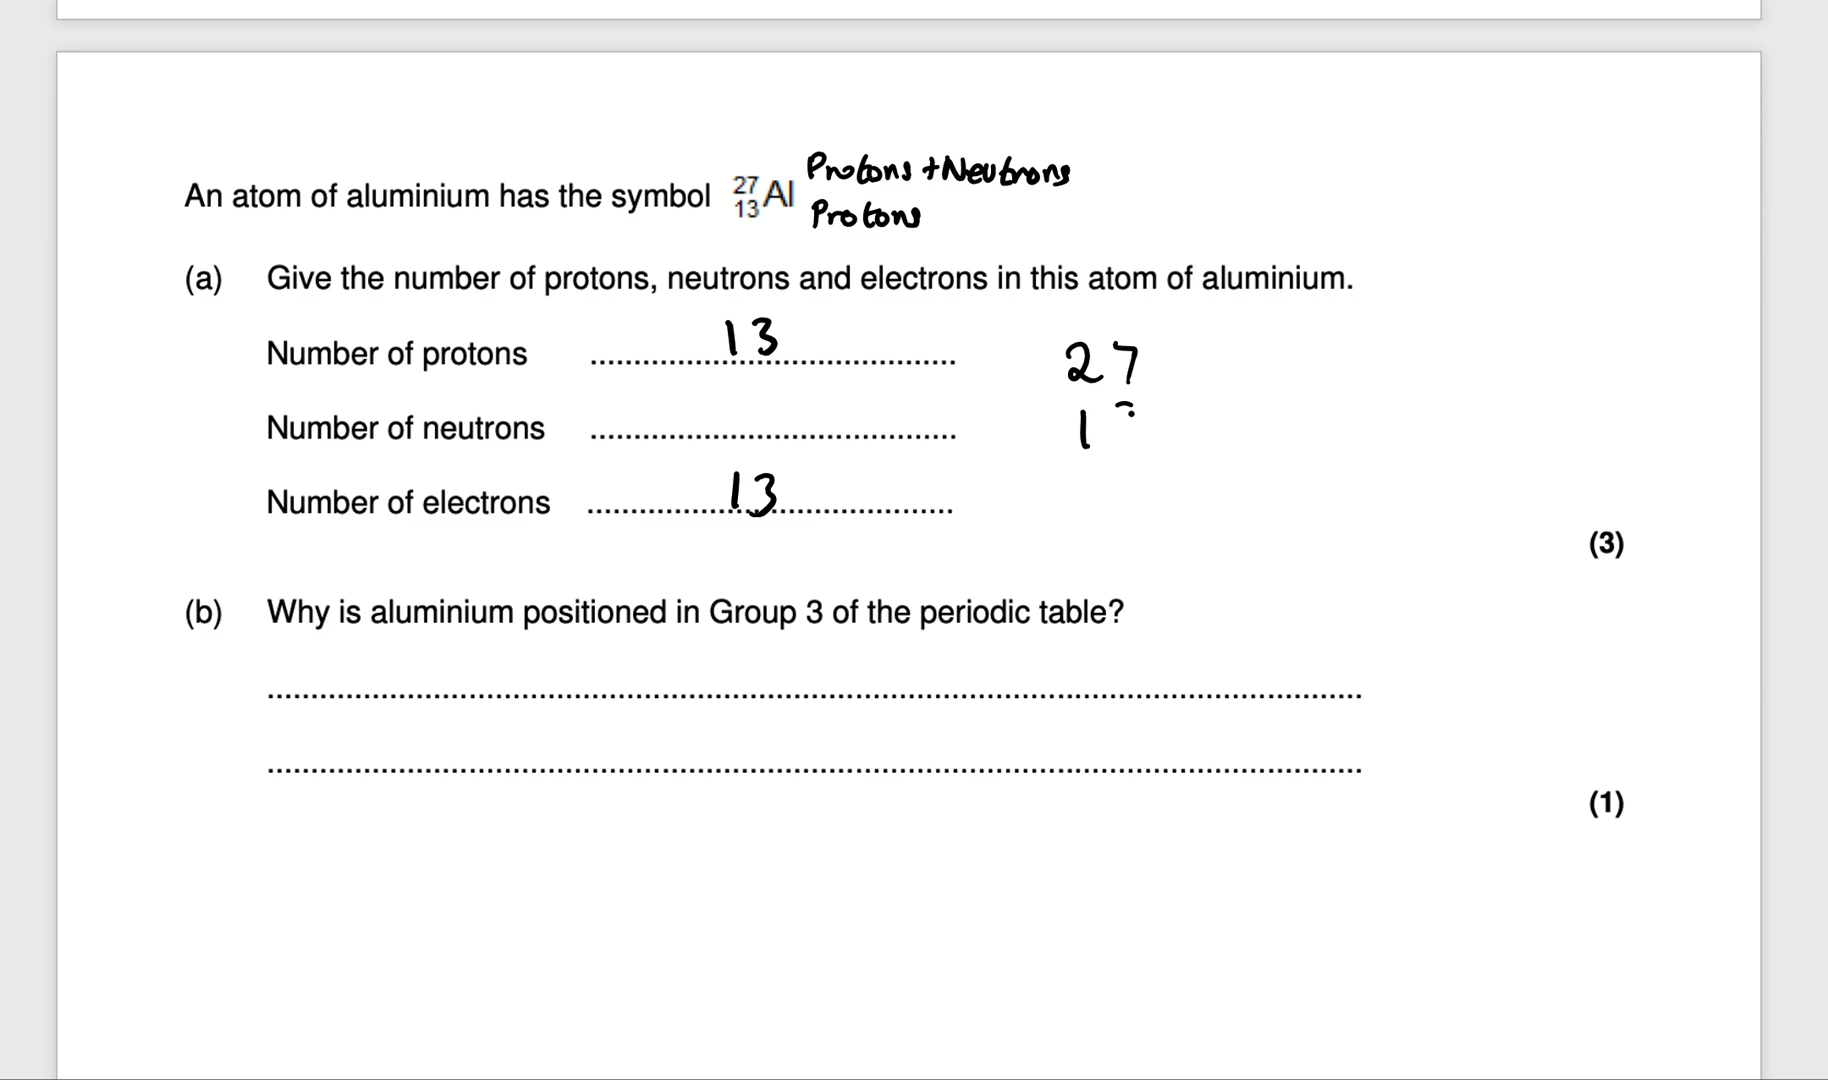 An atom of aluminium has the symbol 27 13 Al Protons + Neutrons
Protons
(a) Give the number of protons, neutrons and electrons in this atom of aluminium.
Number of protons ........................................ 13
27
Number of neutrons ........................................
1
Number of electrons ........................................ 13
(3)
(b) Why is aluminium positioned in Group 3 of the periodic table?
(1)